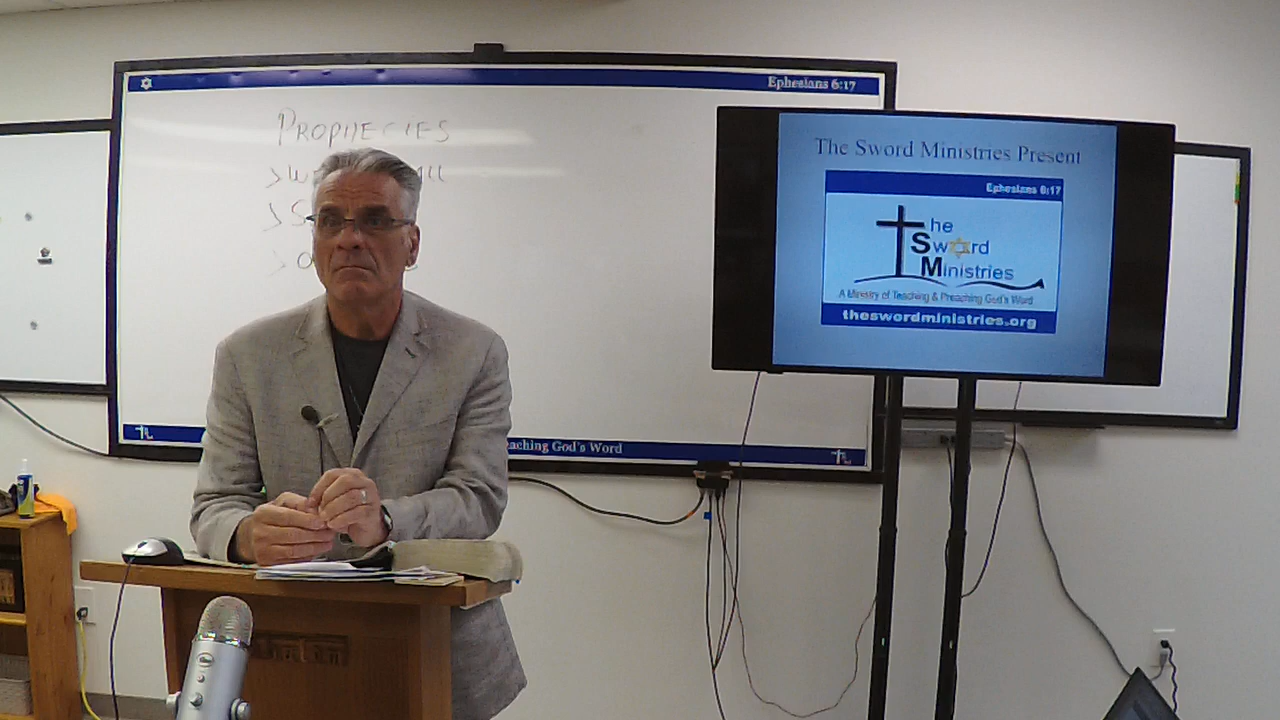 Ephesians 6:17
PROPHECIES
The Sword Ministries Present
Ephesians 6:17
The
Sword
Ministries
A Ministry of Teaching & Preaching God's Word
theswordministries.org
God's Word